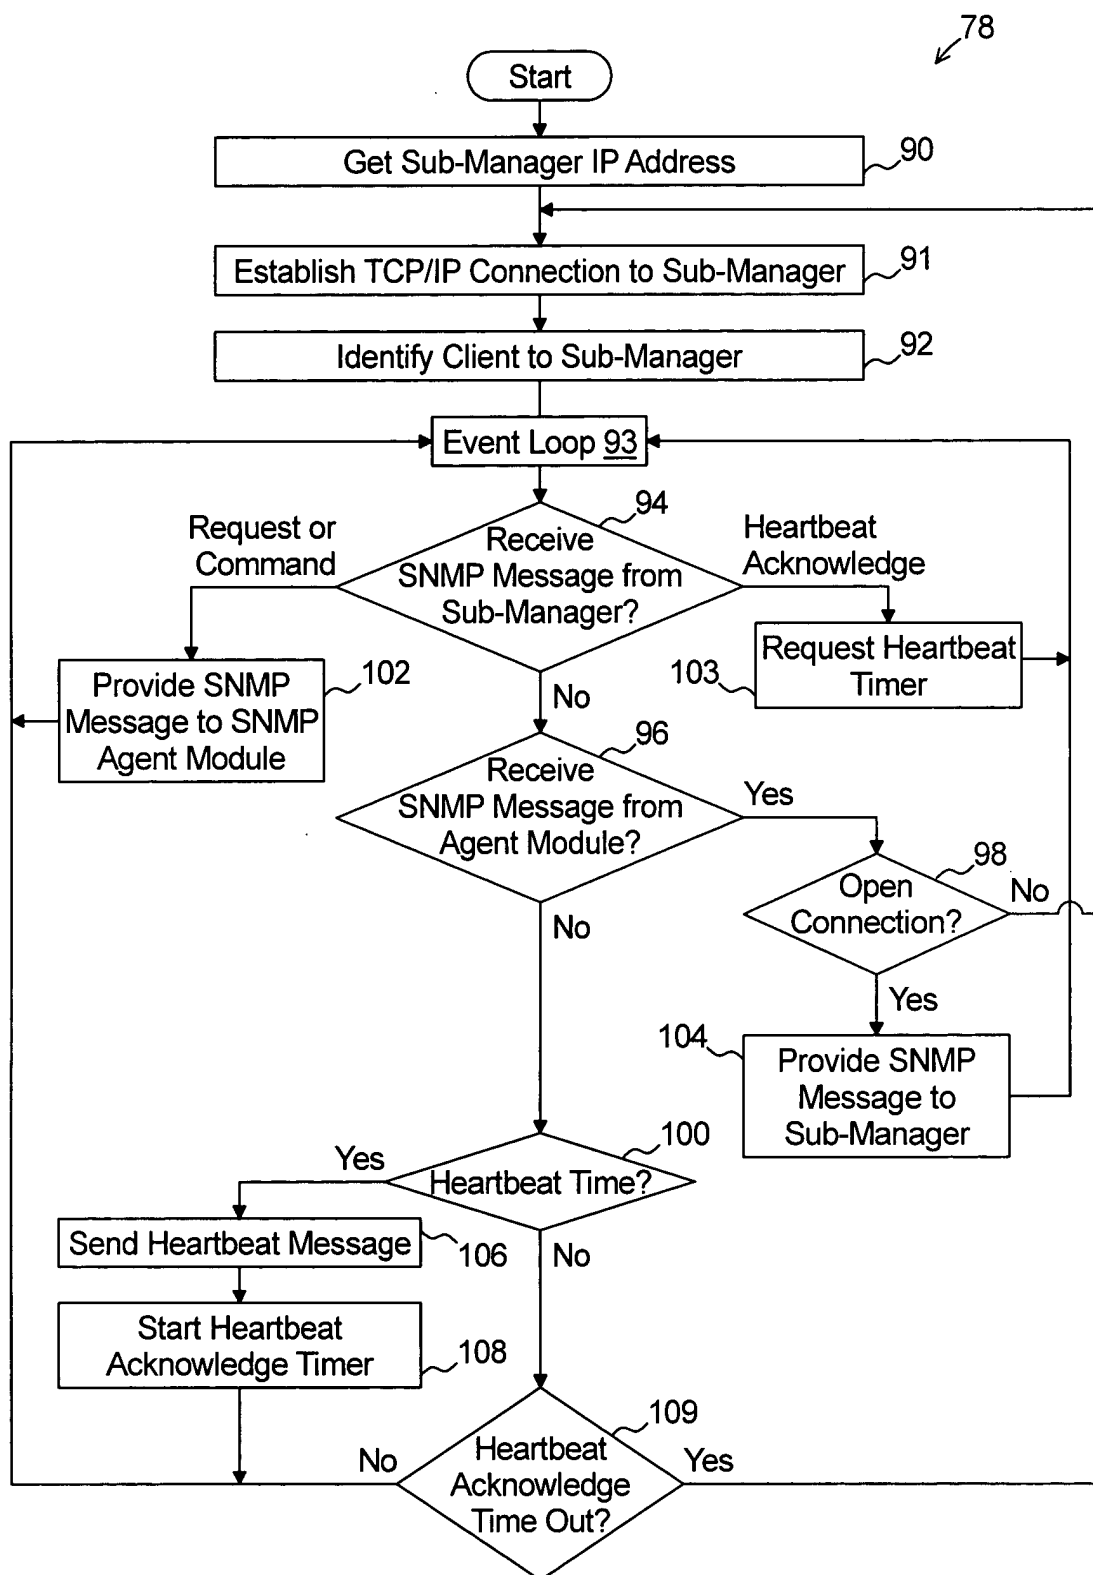 78
Start
Get Sub-Manager IP Address
90
Establish TCP/IP Connection to Sub-Manager
91
Identify Client to Sub-Manager
92
Event Loop 93
94
Request or
Command
Receive
SNMP Message from
Sub-Manager?
Heartbeat
Acknowledge
Provide SNMP
Message to SNMP
Agent Module
102
No
103
Request Heartbeat
Timer
96
Receive
SNMP Message from
Agent Module?
Yes
98
Open
Connection?
No
No
Yes
104
Provide SNMP
Message to
Sub-Manager
100
Yes
Heartbeat Time?
Send Heartbeat Message
106
No
Start Heartbeat
Acknowledge Timer
108
109
No
Heartbeat
Acknowledge
Time Out?
Yes